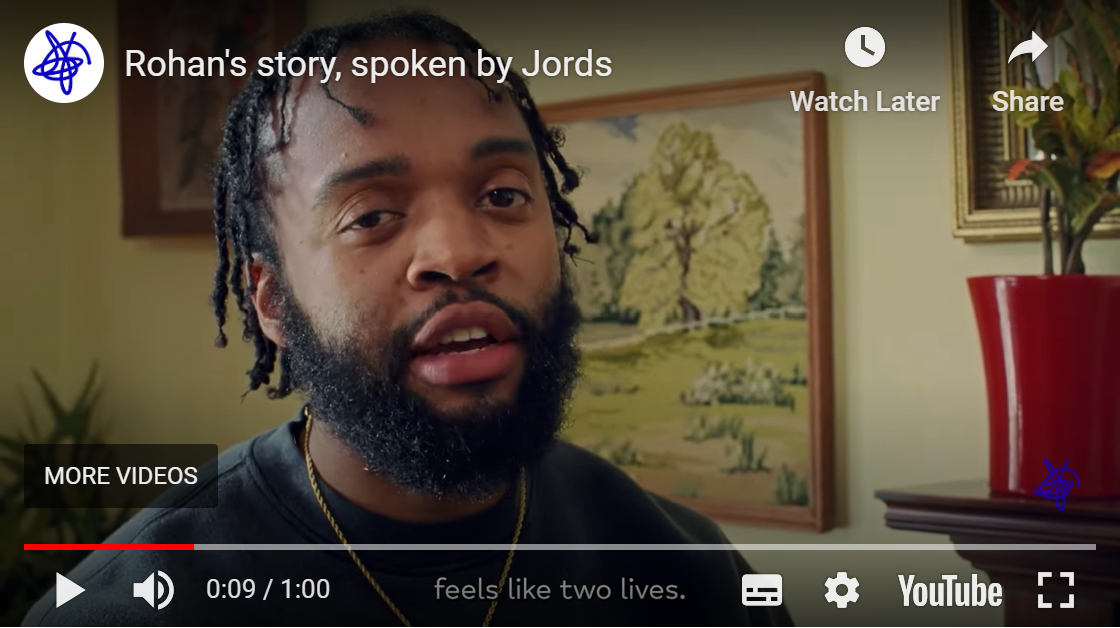 Rohan's story, spoken by Jords
Watch Later
Share
MORE VIDEOS
0:09 / 1:00
feels like two lives.
YouTube